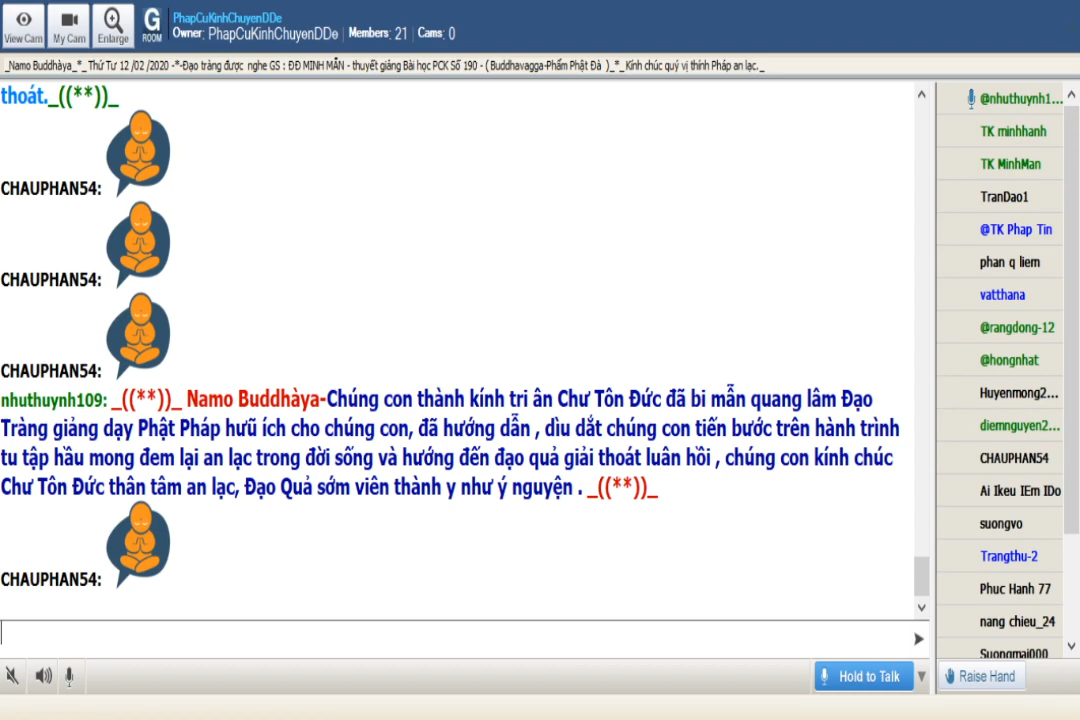 View Cam
My Cam
Enlarge
G
ROOM
PhapCuKinhChuyenDDe
Owner: PhapCuKinhChuyenDDe Members: 21 Cams: 0
_Namo Buddhàya_*_ Thứ Tư 12 /02 /2020 -*-Đạo tràng được nghe GS : ĐĐ MINH MẪN - thuyết giảng Bài học PCK Số 190 - ( Buddhavagga-Phẩm Phật Đà )_*_ Kính chúc quý vị thính Pháp an lạc._
thoát._((**))_
CHAUPHAN54:
CHAUPHAN54:
CHAUPHAN54:
nhuthuynh109: _((**))_ Namo Buddhàya-Chúng con thành kính tri ân Chư Tôn Đức đã bi mẫn quang lâm Đạo
Tràng giảng dạy Phật Pháp hưũ ích cho chúng con, đã hướng dẫn , dìu dắt chúng con tiến bước trên hành trình
tu tập hầu mong đem lại an lạc trong đời sống và hướng đến đạo quả giải thoát luân hồi , chúng con kính chúc
Chư Tôn Đức thân tâm an lạc, Đạo Quả sớm viên thành y như ý nguyện . _((**))_
CHAUPHAN54:
@nhuthuynh1...
TK minhhanh
TK MinhMan
TranDao1
@TK Phap Tin
phan q liem
vatthana
@rangdong-12
@hongnhat
Huyenmong2...
diemnguyen2...
CHAUPHAN54
Ai Ikeu IEm IDo
suongvo
Trangthu-2
Phuc Hanh 77
nang chieu_24
Suongmai000
Hold to Talk
Raise Hand